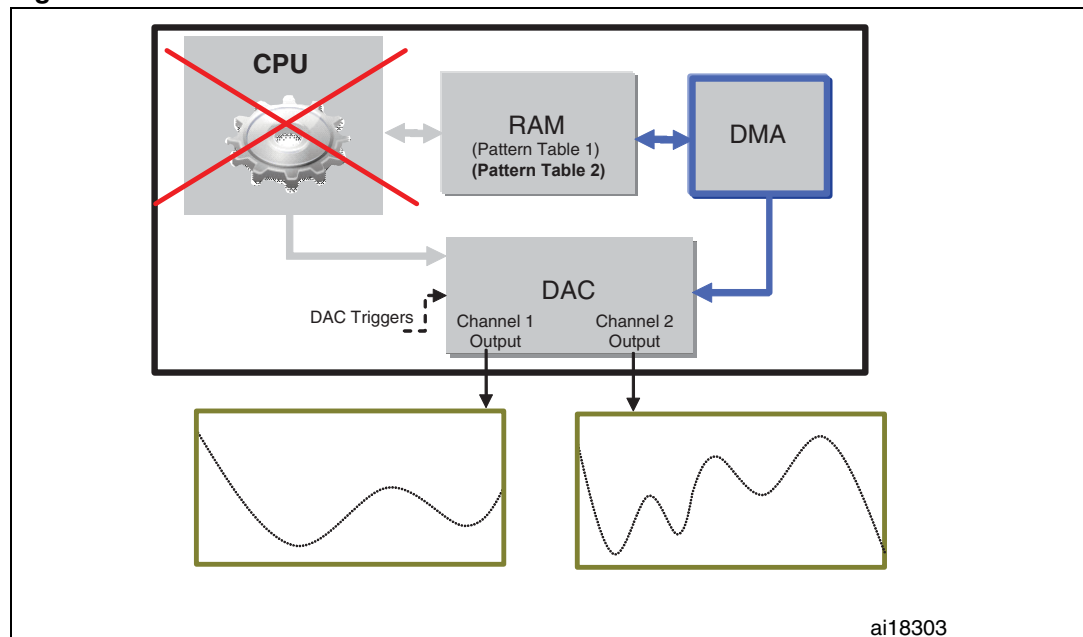 CPU
RAM
(Pattern Table 1)
(Pattern Table 2)
DMA
DAC
DAC Triggers
Channel 1
Output
Channel 2
Output
ai18303